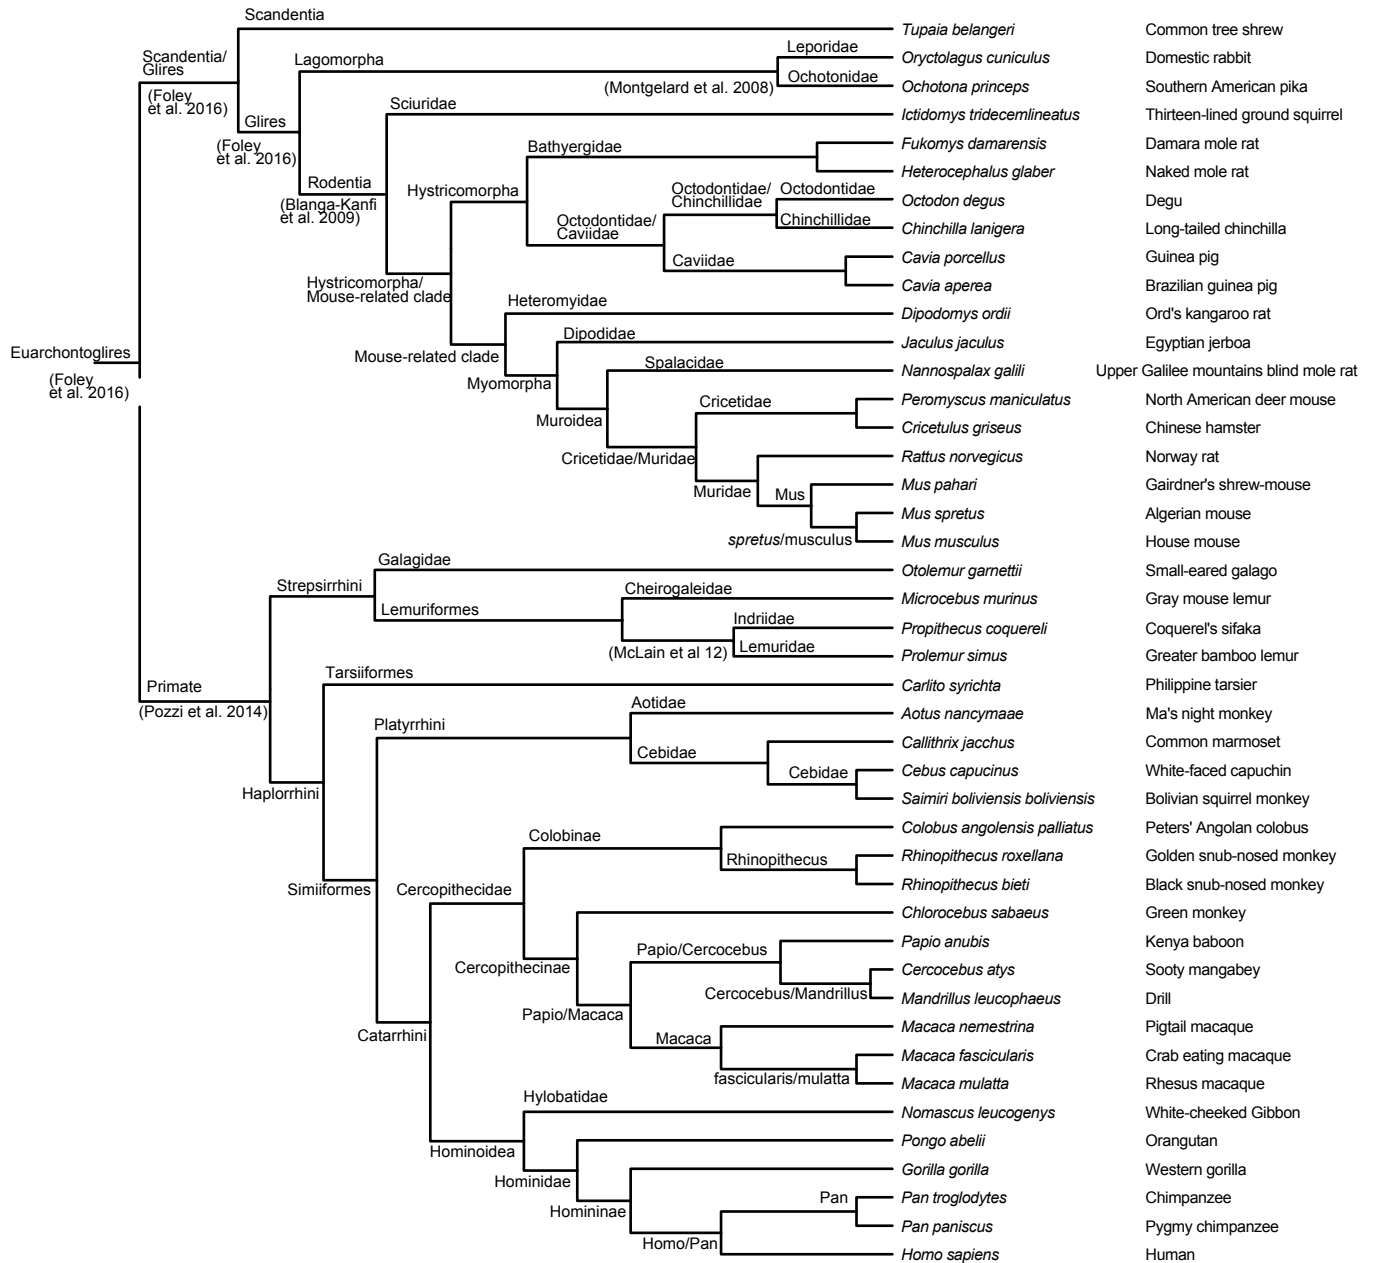 Scandentia
Tupaia belangeri Common tree shrew
Scandentia/
Glires
(Foley
et al. 2016)
Lagomorpha
Leporidae
Oryctolagus cuniculus Domestic rabbit
Ochotonidae
(Montgelard et al. 2008)
Ochotona princeps Southern American pika
Glires
(Foley
et al. 2016)
Sciuridae
Ictidomys tridecemlineatus Thirteen-lined ground squirrel
Rodentia
(Blanga-Kanfi
et al. 2009)
Bathyergidae
Fukomys damarensis Damara mole rat
Heterocephalus glaber Naked mole rat
Hystricomorpha
Octodontidae/
Chinchillidae
Octodontidae
Octodon degus Degu
Chinchillidae
Chinchilla lanigera Long-tailed chinchilla
Octodontidae/
Caviidae
Caviidae
Cavia porcellus Guinea pig
Cavia aperea Brazilian guinea pig
Hystricomorpha/
Mouse-related clade
Heteromyidae
Dipodomys ordii Ord's kangaroo rat
Mouse-related clade
Dipodidae
Jaculus jaculus Egyptian jerboa
Myomorpha
Spalacidae
Nannospalax galili Upper Galilee mountains blind mole rat
Muroidea
Cricetidae
Peromyscus maniculatus North American deer mouse
Cricetulus griseus Chinese hamster
Cricetidae/Muridae
Rattus norvegicus Norway rat
Muridae
Mus
Mus pahari Gairdner's shrew-mouse
Mus spretus Algerian mouse
spretus/musculus
Mus musculus House mouse
Euarchontoglires
(Foley
et al. 2016)
Galagidae
Otolemur garnettii Small-eared galago
Strepsirrhini
Cheirogaleidae
Microcebus murinus Gray mouse lemur
Lemuriformes
Indriidae
Propithecus coquereli Coquerel's sifaka
(McLain et al 12)
Lemuridae
Prolemur simus Greater bamboo lemur
Primate
(Pozzi et al. 2014)
Tarsiiformes
Carlito syrichta Philippine tarsier
Platyrrhini
Aotidae
Aotus nancymaae Ma's night monkey
Cebidae
Callithrix jacchus Common marmoset
Cebidae
Cebus capucinus White-faced capuchin
Saimiri boliviensis boliviensis Bolivian squirrel monkey
Haplorrhini
Colobinae
Colobus angolensis palliatus Peters' Angolan colobus
Rhinopithecus
Rhinopithecus roxellana Golden snub-nosed monkey
Rhinopithecus bieti Black snub-nosed monkey
Simiiformes
Cercopithecidae
Chlorocebus sabaeus Green monkey
Cercopithecinae
Papio/Cercocebus
Papio anubis Kenya baboon
Cercocebus atys Sooty mangabey
Cercocebus/Mandrillus
Mandrillus leucophaeus Drill
Papio/Macaca
Macaca
Macaca nemestrina Pigtail macaque
Macaca fascicularis Crab eating macaque
fascicularis/mulatta
Macaca mulatta Rhesus macaque
Catarrhini
Hylobatidae
Nomascus leucogenys White-cheeked Gibbon
Hominoidea
Pongo abelii Orangutan
Hominidae
Gorilla gorilla Western gorilla
Homininae
Pan
Pan troglodytes Chimpanzee
Pan paniscus Pygmy chimpanzee
Homo/Pan
Homo sapiens Human